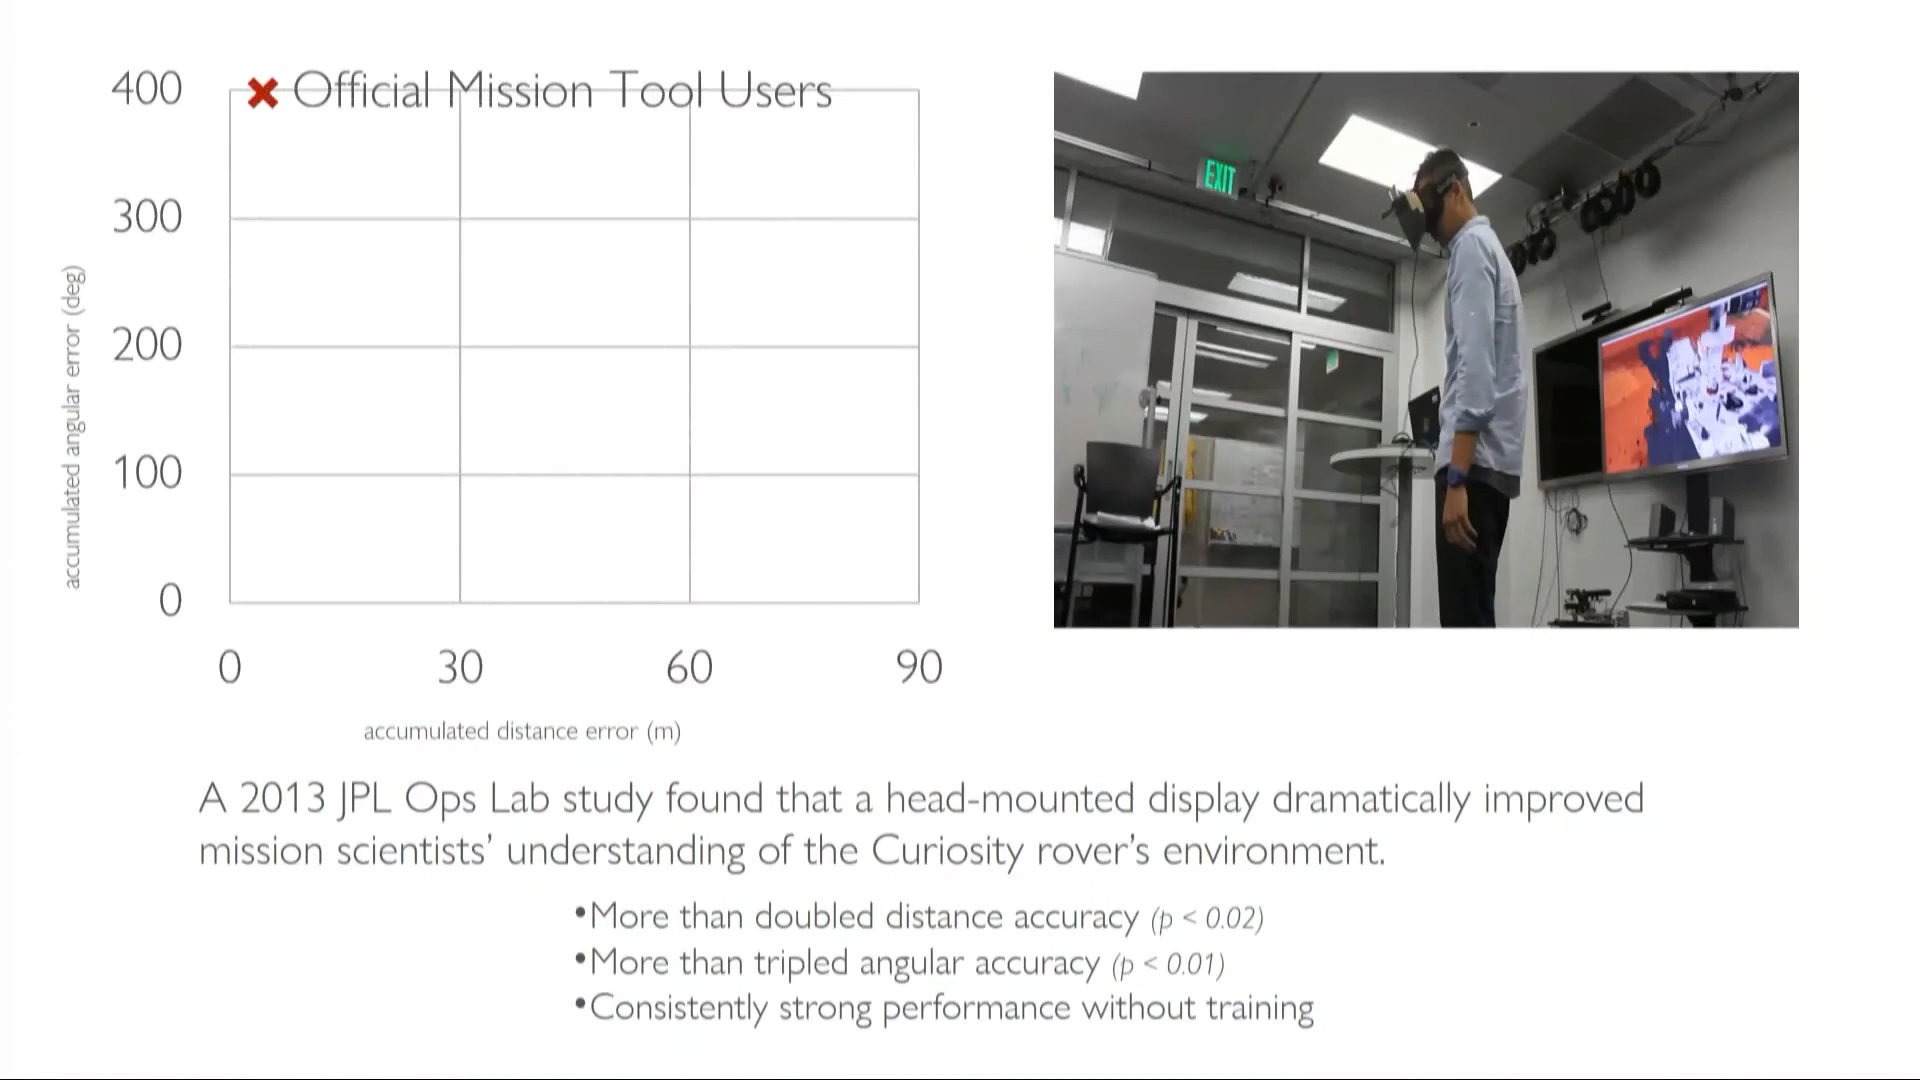 400 ✖ Official Mission Tool Users
300
200
100
0
accumulated angular error (deg)
0 30 60 90
accumulated distance error (m)
EXIT
A 2013 JPL Ops Lab study found that a head-mounted display dramatically improved
mission scientists’ understanding of the Curiosity rover’s environment.
•More than doubled distance accuracy (p < 0.02)
•More than tripled angular accuracy (p < 0.01)
•Consistently strong performance without training